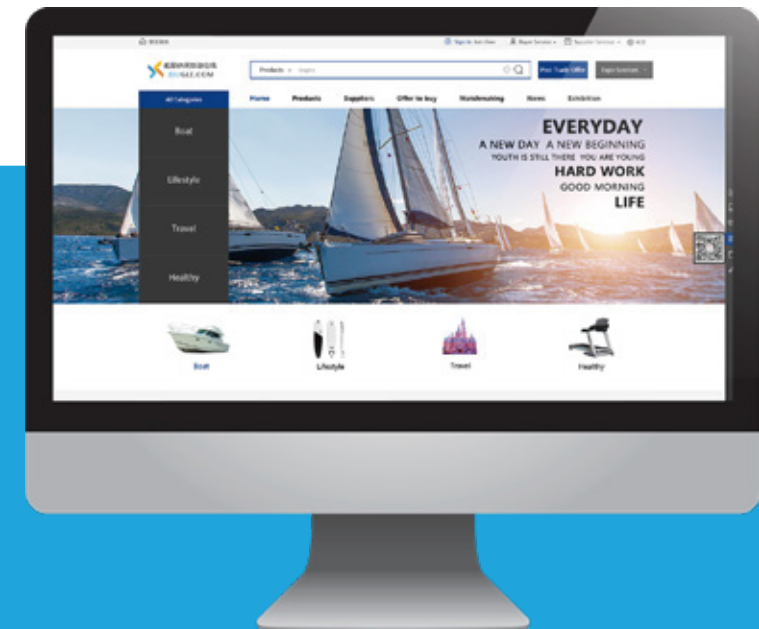 Products
All Categories
Home Products Suppliers Offer to buy Matchmaking News Exhibition
Boat
Lifestyle
Travel
Healthy
EVERYDAY
A NEW DAY A NEW BEGINNING
YOUTH IS STILL THERE YOU ARE YOUNG
HARD WORK
GOOD MORNING
LIFE
Boat Lifestyle Travel Healthy